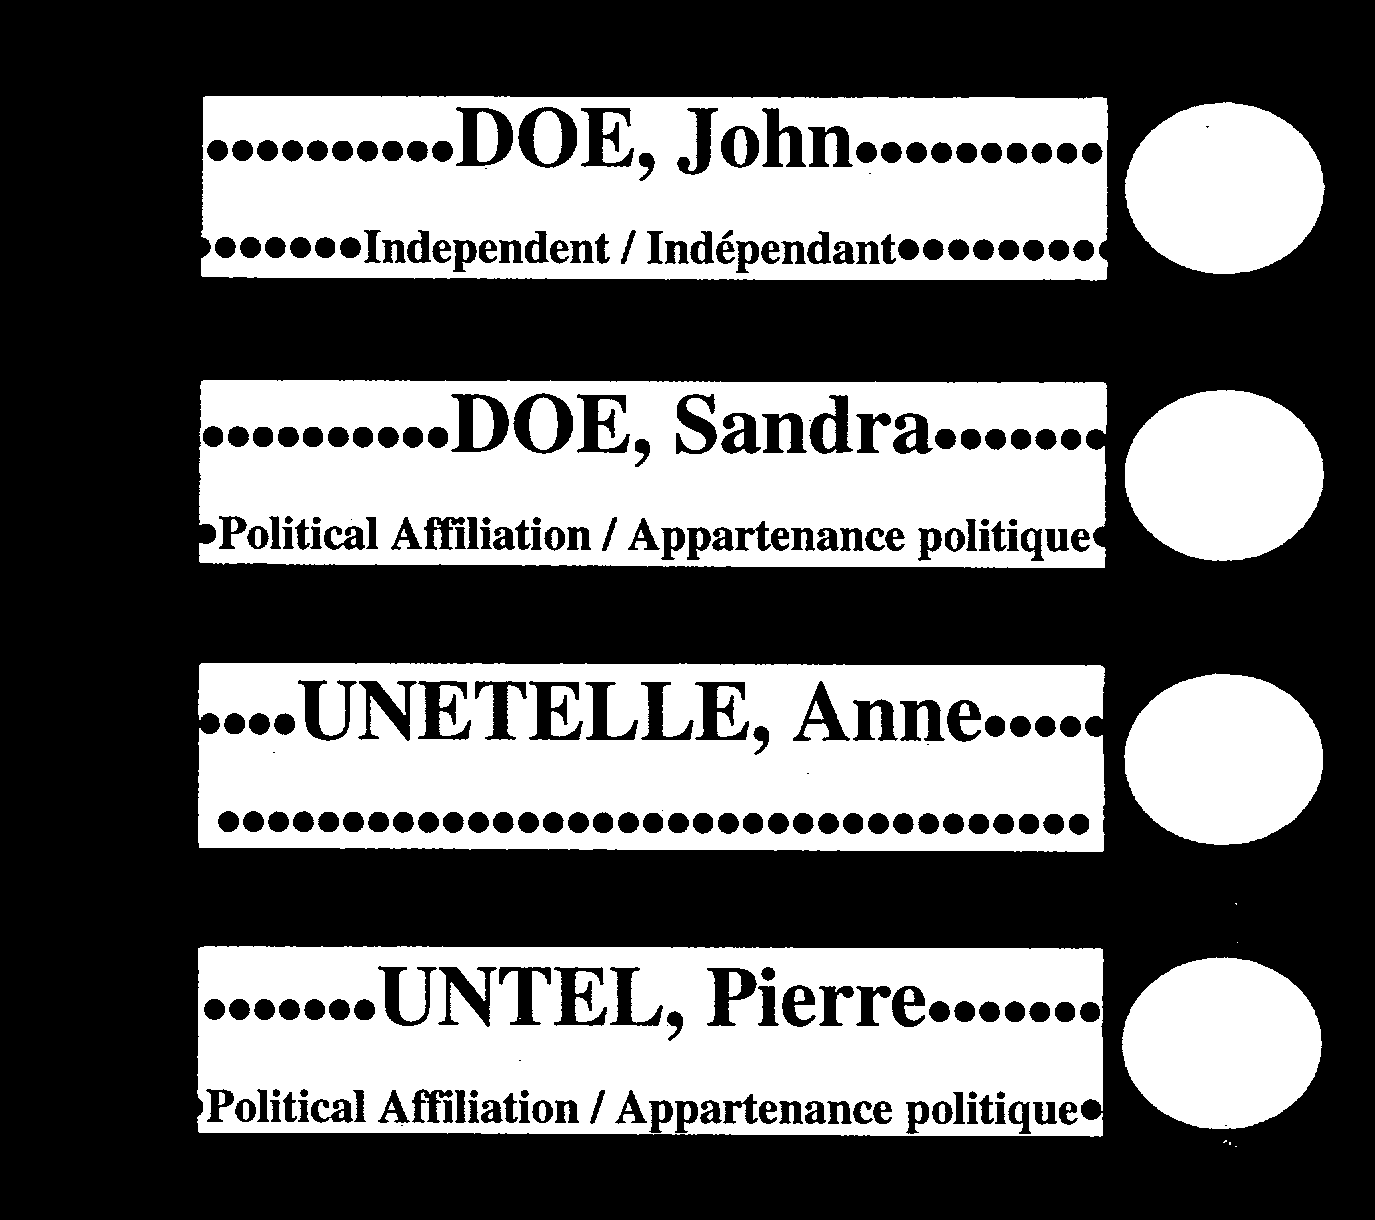 DOE, John
Independent / Indépendant
DOE, Sandra
Political Affiliation / Appartenance politique
UNETELLE, Anne
UNTEL, Pierre
Political Affiliation / Appartenance politique